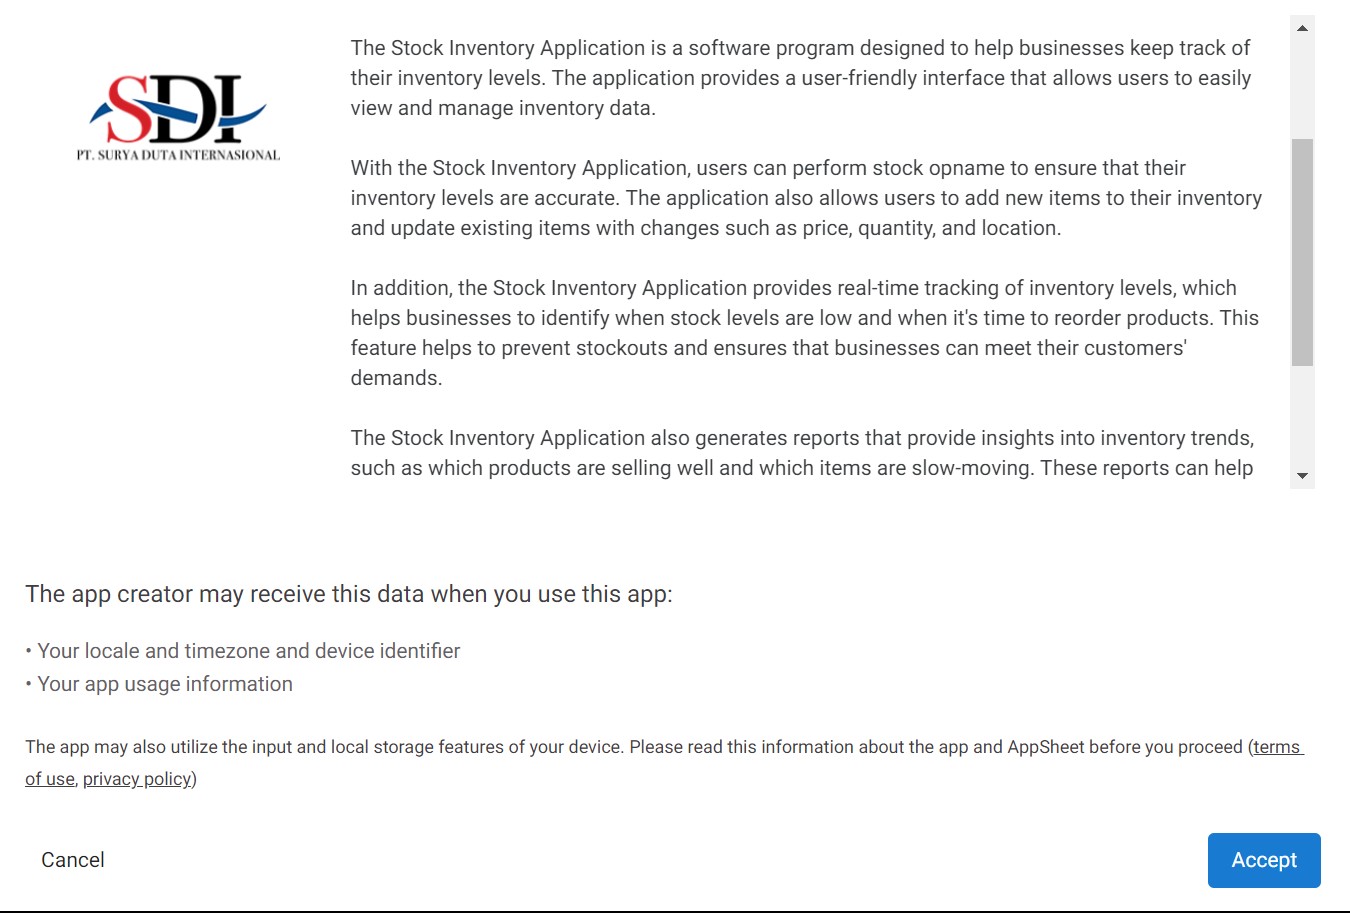 SDI
PT. SURYA DUTA INTERNASIONAL
The Stock Inventory Application is a software program designed to help businesses keep track of
their inventory levels. The application provides a user-friendly interface that allows users to easily
view and manage inventory data.
With the Stock Inventory Application, users can perform stock opname to ensure that their
inventory levels are accurate. The application also allows users to add new items to their inventory
and update existing items with changes such as price, quantity, and location.
In addition, the Stock Inventory Application provides real-time tracking of inventory levels, which
helps businesses to identify when stock levels are low and when it's time to reorder products. This
feature helps to prevent stockouts and ensures that businesses can meet their customers'
demands.
The Stock Inventory Application also generates reports that provide insights into inventory trends,
such as which products are selling well and which items are slow-moving. These reports can help
The app creator may receive this data when you use this app:
• Your locale and timezone and device identifier
• Your app usage information
The app may also utilize the input and local storage features of your device. Please read this information about the app and AppSheet before you proceed (terms
of use, privacy policy)
Cancel
Accept